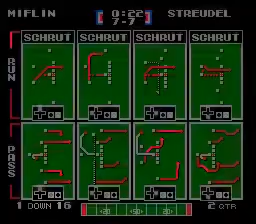 MIFLIN 0:22 STREUDEL
7-7
SCHRUT SCHRUT SCHRUT SCHRUT
RUN
PASS
1 DOWN 16 2 QTR